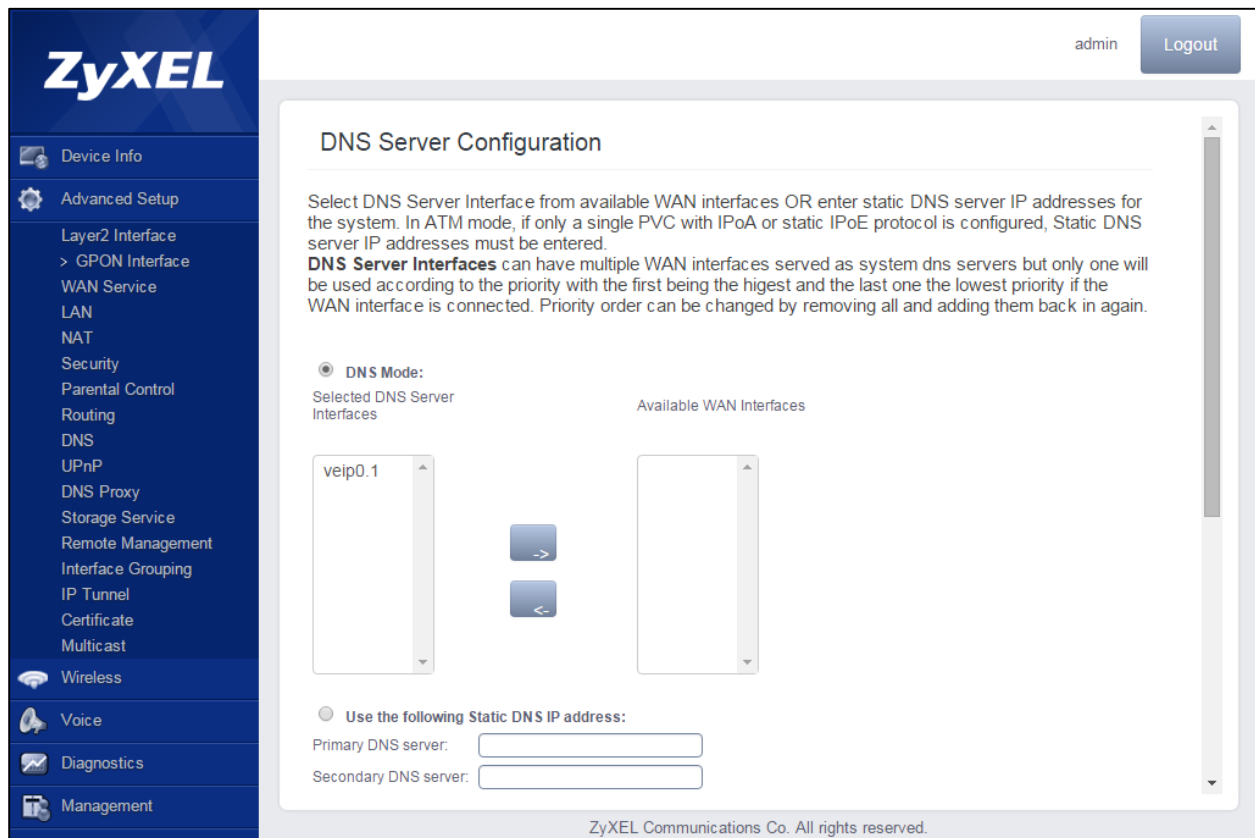 ZyXEL
admin
Logout
Device Info
Advanced Setup
Layer2 Interface
> GPON Interface
WAN Service
LAN
NAT
Security
Parental Control
Routing
DNS
UPnP
DNS Proxy
Storage Service
Remote Management
Interface Grouping
IP Tunnel
Certificate
Multicast
Wireless
Voice
Diagnostics
Management
DNS Server Configuration
Select DNS Server Interface from available WAN interfaces OR enter static DNS server IP addresses for
the system. In ATM mode, if only a single PVC with IPoA or static IPoE protocol is configured, Static DNS
server IP addresses must be entered.
DNS Server Interfaces can have multiple WAN interfaces served as system dns servers but only one will
be used according to the priority with the first being the higest and the last one the lowest priority if the
WAN interface is connected. Priority order can be changed by removing all and adding them back in again.
DNS Mode:
Selected DNS Server
Interfaces
Available WAN Interfaces
veip0.1
->
<-
Use the following Static DNS IP address:
Primary DNS server:
Secondary DNS server:
ZyXEL Communications Co. All rights reserved.